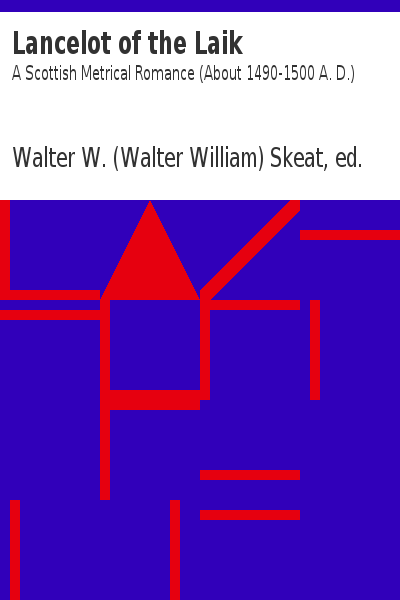 Lancelot of the Laik
A Scottish Metrical Romance (About 1490-1500 A. D.)
Walter W. (Walter William) Skeat, ed.